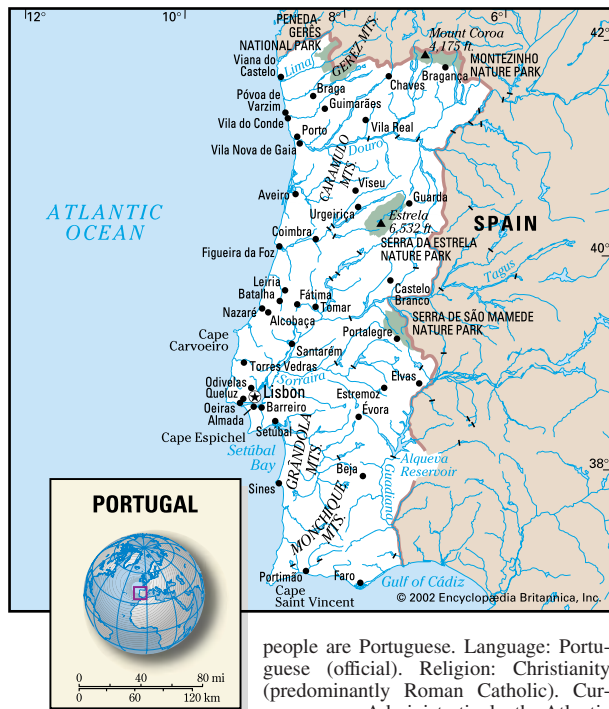 12°
10°
8°
6°
42°
PENEDA-
GERÊS
NATIONAL PARK
GEREZ MTS.
Mount Coroa
4,175 ft.
MONTEZINHO
NATURE PARK
Viana do
Castelo
Lima
Bragança
Chaves
Braga
Póvoa de
Varzim
Guimarães
Vila do Conde
Vila Real
Porto
Douro
Vila Nova de Gaia
CARAMULO
MTS.
Viseu
Aveiro
Guarda
Urgeiriça
ATLANTIC
OCEAN
Estrela
6,532 ft.
SPAIN
Coimbra
SERRA DA ESTRELA
NATURE PARK
40°
Figueira da Foz
Tagus
Leiria
Castelo
Branco
Batalha
Fátima
Tomar
Nazaré
Alcobaça
SERRA DE SÃO MAMEDE
NATURE PARK
Cape
Carvoeiro
Portalegre
Santarém
Torres Vedras
Sorraira
Elvas
Odivelas
Queluz
Lisbon
Estremoz
Oeiras
Barreiro
Almada
Évora
Cape Espichel
Setúbal
Setúbal
Bay
GRÂNDOLA
MTS.
Alqueva
Reservoir
Beja
38°
Guadiana
Sines
MONCHIQUE
MTS.
Portimão
Faro
Gulf of Cádiz
Cape
Saint Vincent
© 2002 Encyclopædia Britannica, Inc.
PORTUGAL
0 40 80 mi
0 60 120 km
people are Portuguese. Language: Portu-
guese (official). Religion: Christianity
(predominantly Roman Catholic). Cur-